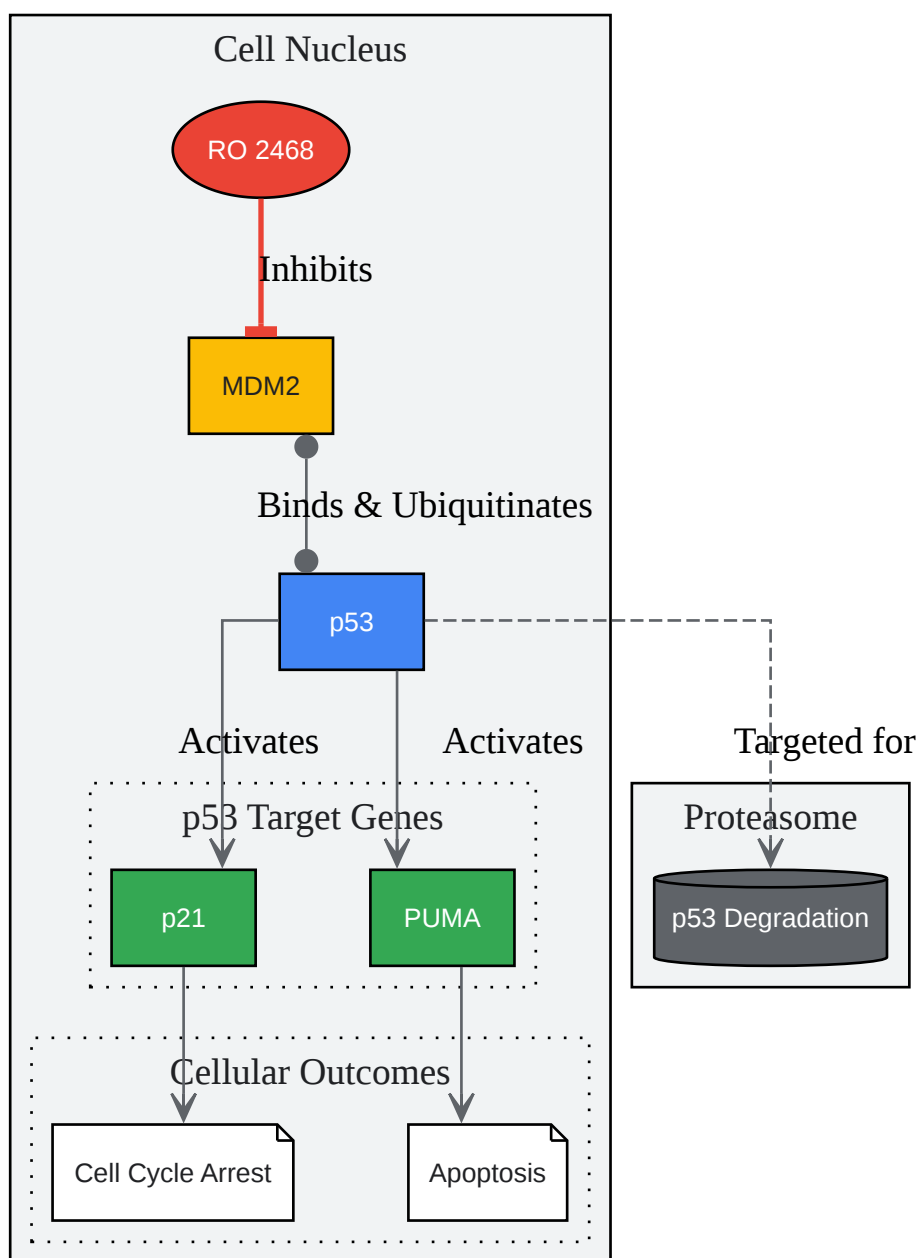 Cell Nucleus
RO 2468
Inhibits
MDM2
Binds & Ubiquitinates
p53
Activates
Activates
Targeted for
p53 Target Genes
Proteasome
p21
PUMA
p53 Degradation
Cellular Outcomes
Cell Cycle Arrest
Apoptosis